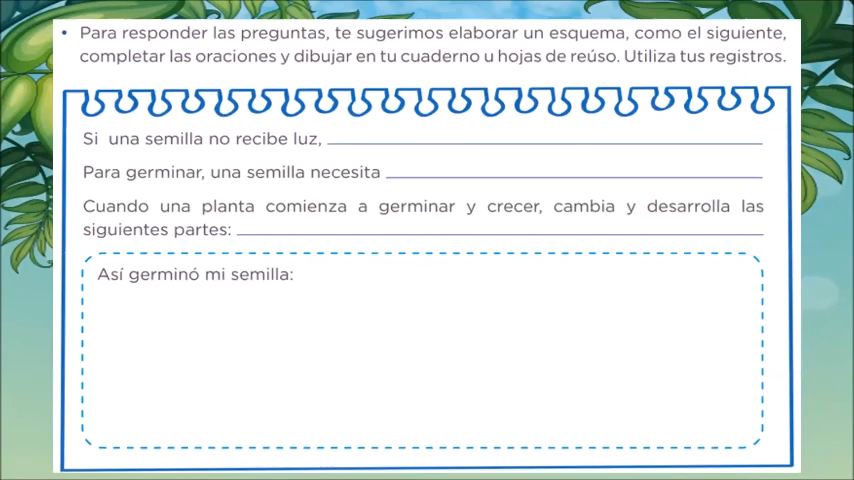 • Para responder las preguntas, te sugerimos elaborar un esquema, como el siguiente,
completar las oraciones y dibujar en tu cuaderno u hojas de reúso. Utiliza tus registros.
Si una semilla no recibe luz,
Para germinar, una semilla necesita
Cuando una planta comienza a germinar y crecer, cambia y desarrolla las
siguientes partes:
Así germinó mi semilla: